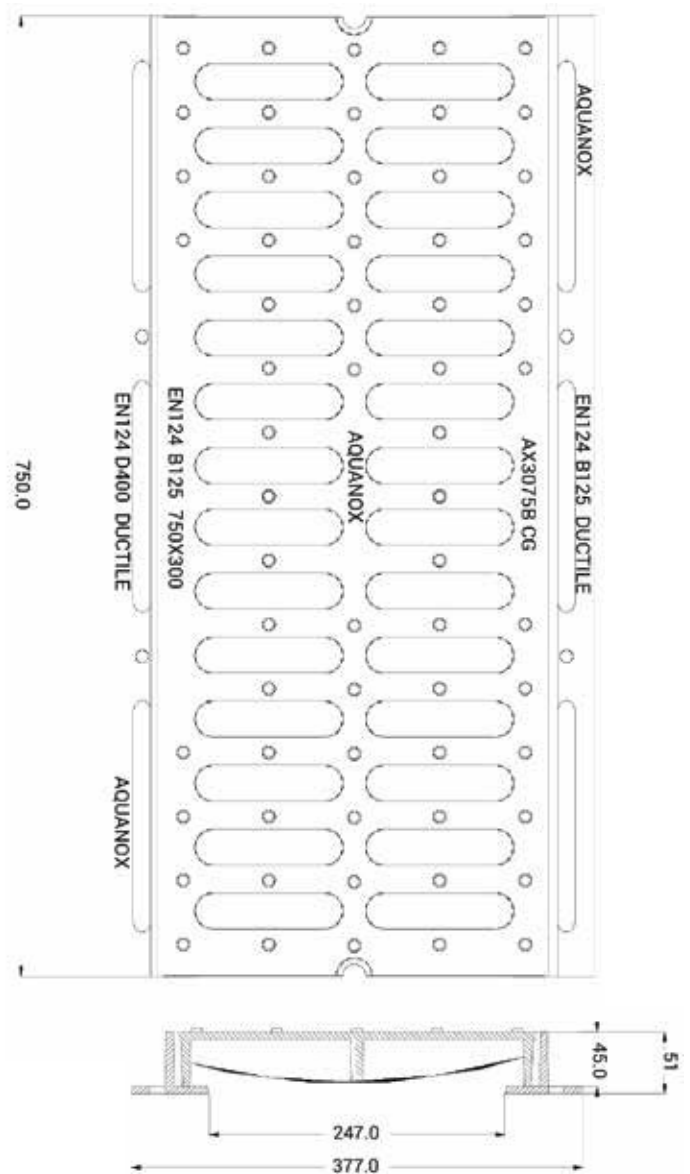 AQUANOX
EN124 B125 DUCTILE
AX3075B CG
AQUANOX
EN124 B125 750X300
EN124 D400 DUCTILE
AQUANOX
750.0
45.0
51
247.0
377.0